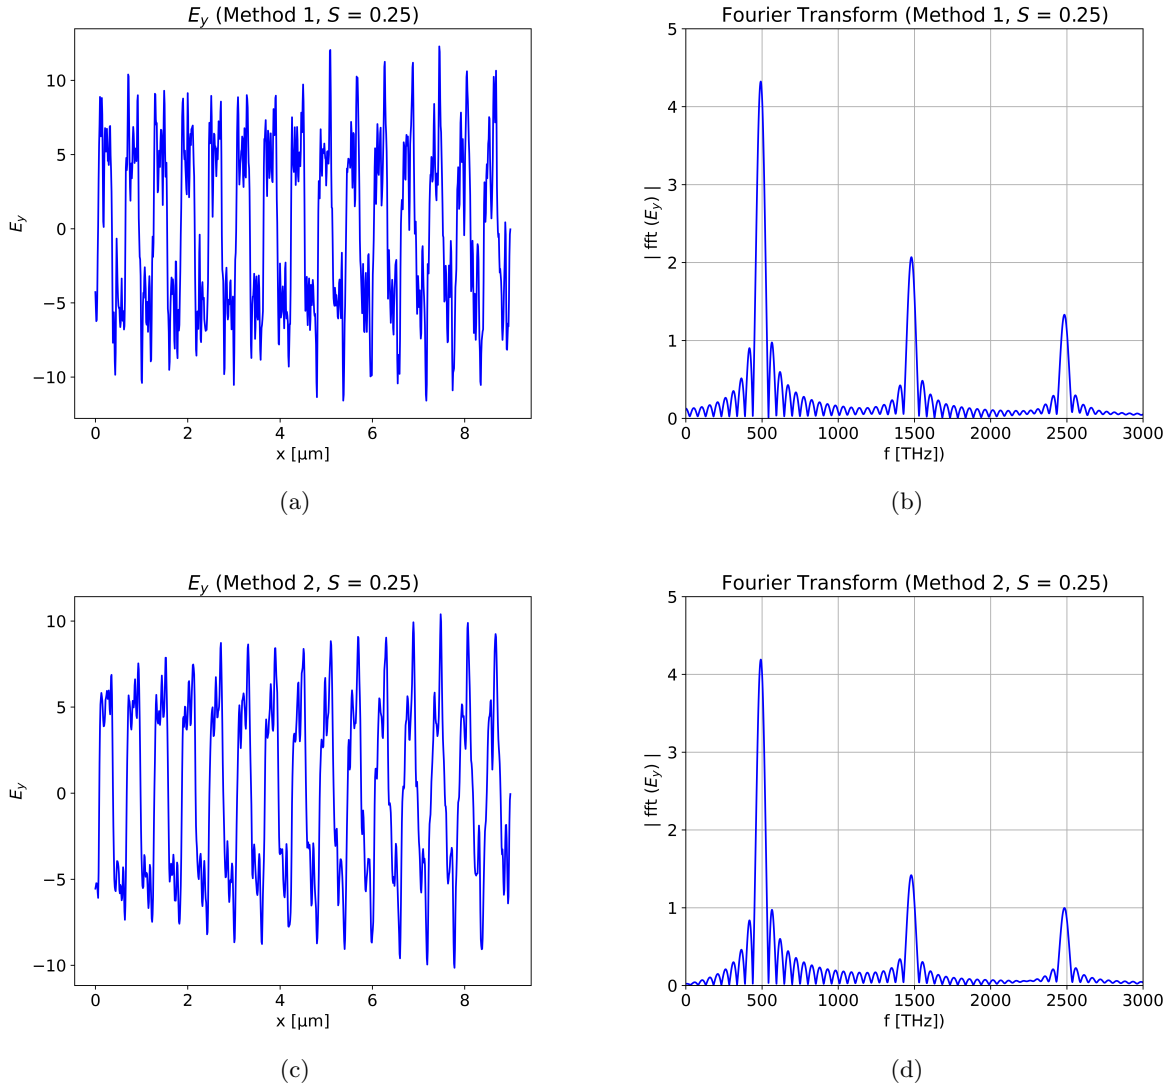 E_y (Method 1, S = 0.25)
10
5
0
−5
−10
E_y
0 2 4 6 8
x [μm]
(a)
Fourier Transform (Method 1, S = 0.25)
5
4
3
2
1
0
| fft (E_y) |
0 500 1000 1500 2000 2500 3000
f [THz])
(b)
E_y (Method 2, S = 0.25)
10
5
0
−5
−10
E_y
0 2 4 6 8
x [μm]
(c)
Fourier Transform (Method 2, S = 0.25)
5
4
3
2
1
0
| fft (E_y) |
0 500 1000 1500 2000 2500 3000
f [THz])
(d)